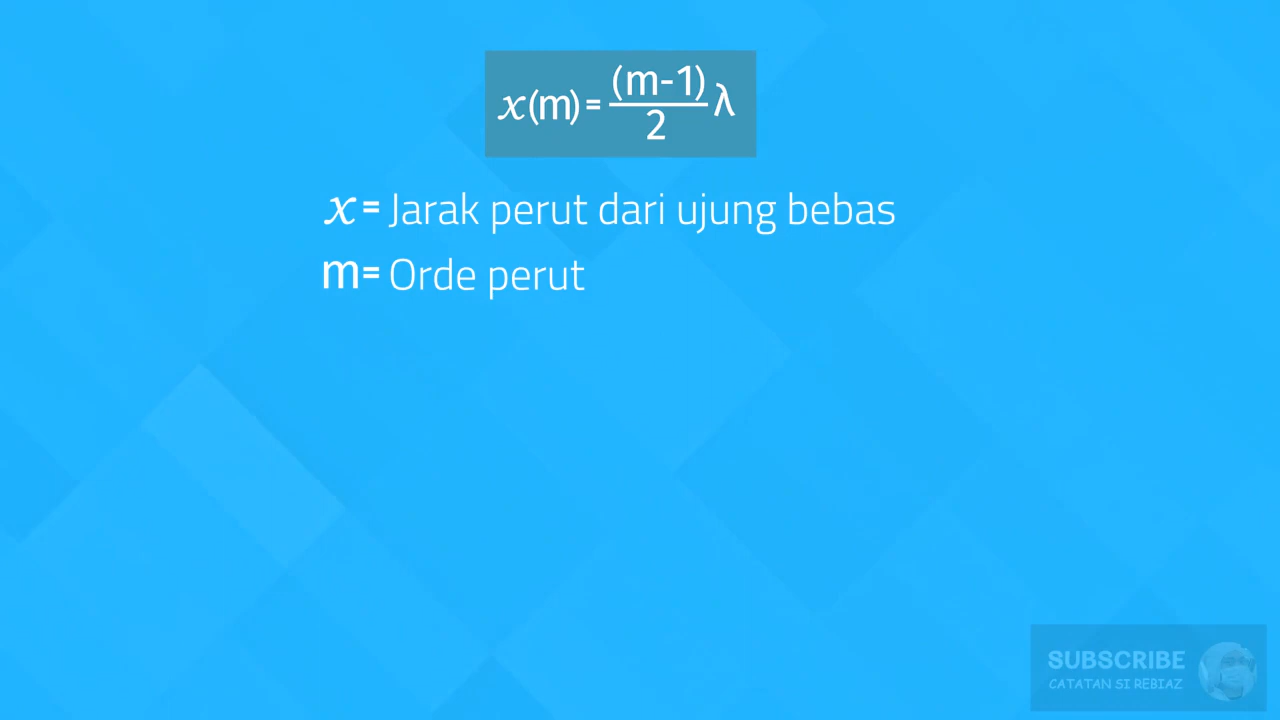 x(m) = (m-1)/2 λ
x = Jarak perut dari ujung bebas
m = Orde perut
SUBSCRIBE
CATATAN SI REBIAZ